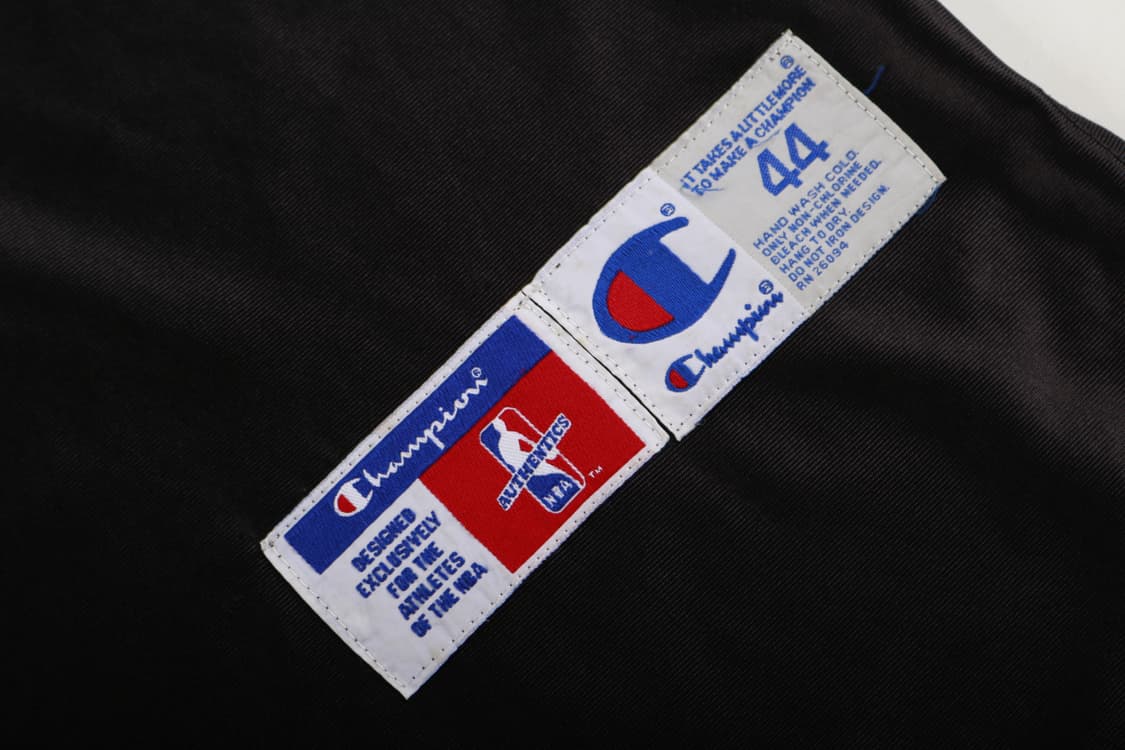 IT TAKES A LITTLE MORE ®
TO MAKE A CHAMPION
44
HAND WASH COLD.
ONLY NON-CHLORINE
BLEACH WHEN NEEDED.
HANG TO DRY.
DO NOT IRON DESIGN.
RN 26094
®
Champion ®
Champion ®
AUTHENTICS
NBA
TM
DESIGNED
EXCLUSIVELY
FOR THE
ATHLETES
OF THE NBA